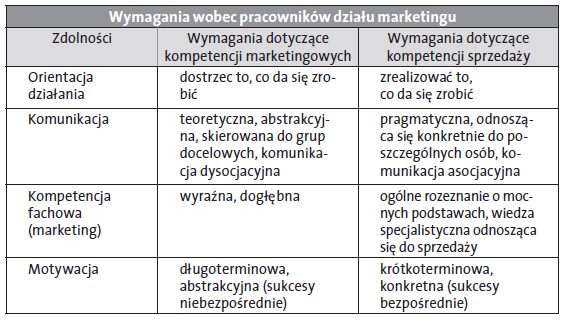 Wymagania wobec pracowników działu marketingu
Zdolności
Wymagania dotyczące
kompetencji marketingowych
Wymagania dotyczące
kompetencji sprzedaży
Orientacja
działania
dostrzec to, co da się zro-
bić
zrealizować to,
co da się zrobić
Komunikacja
teoretyczna, abstrakcyj-
na, skierowana do grup
docelowych, komunika-
cja dysocjacyjna
pragmatyczna, odnoszą-
ca się konkretnie do po-
szczególnych osób, ko-
munikacja asocjacyjna
Kompetencja
fachowa
(marketing)
wyraźna, dogłębna
ogólne rozeznanie o moc-
nych podstawach, wiedza
specjalistyczna odnosząca
się do sprzedaży
Motywacja
długoterminowa,
abstrakcyjna (sukcesy
niebezpośrednie)
krótkoterminowa,
konkretna (sukcesy
bezpośrednie)